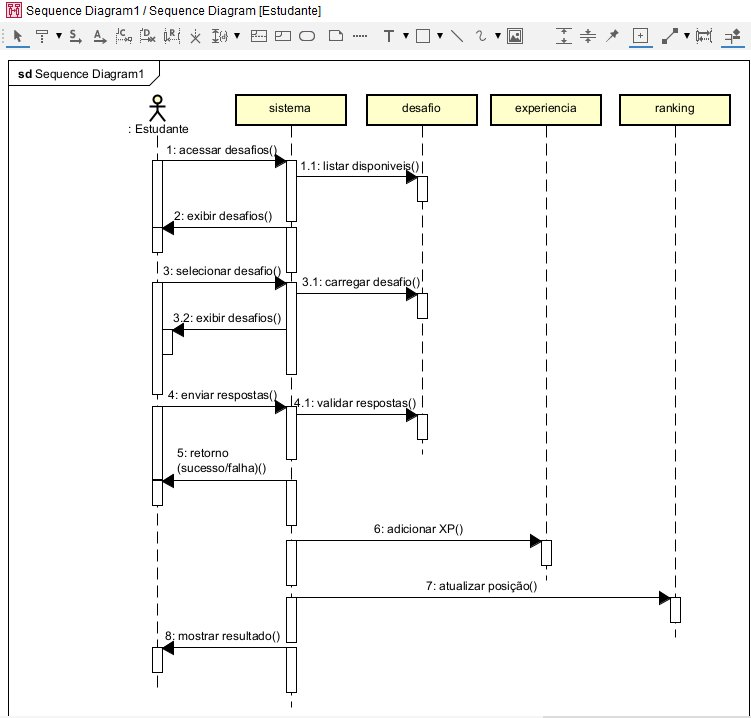 Sequence Diagram1 / Sequence Diagram [Estudante]
sd Sequence Diagram1
: Estudante
sistema
desafio
experiencia
ranking
1: acessar desafios()
1.1: listar disponiveis()
2: exibir desafios()
3: selecionar desafio()
3.1: carregar desafio()
3.2: exibir desafios()
4: enviar respostas()
4.1: validar respostas()
5: retorno
(sucesso/falha)()
6: adicionar XP()
7: atualizar posição()
8: mostrar resultado()